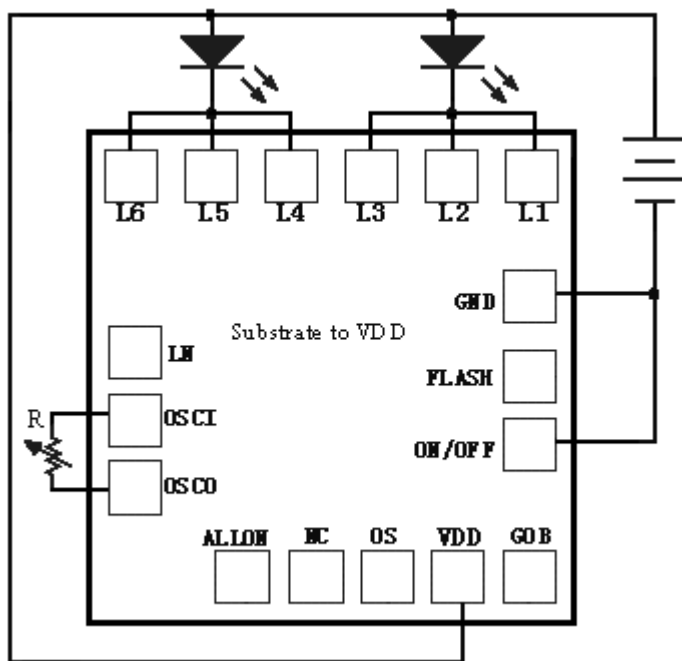 L6 L5 L4 L3 L2 L1
GND
Substrate to VDD
LN
FLASH
R
OSCI
ON/OFF
OSCO
ALLON NC OS VDD GOB